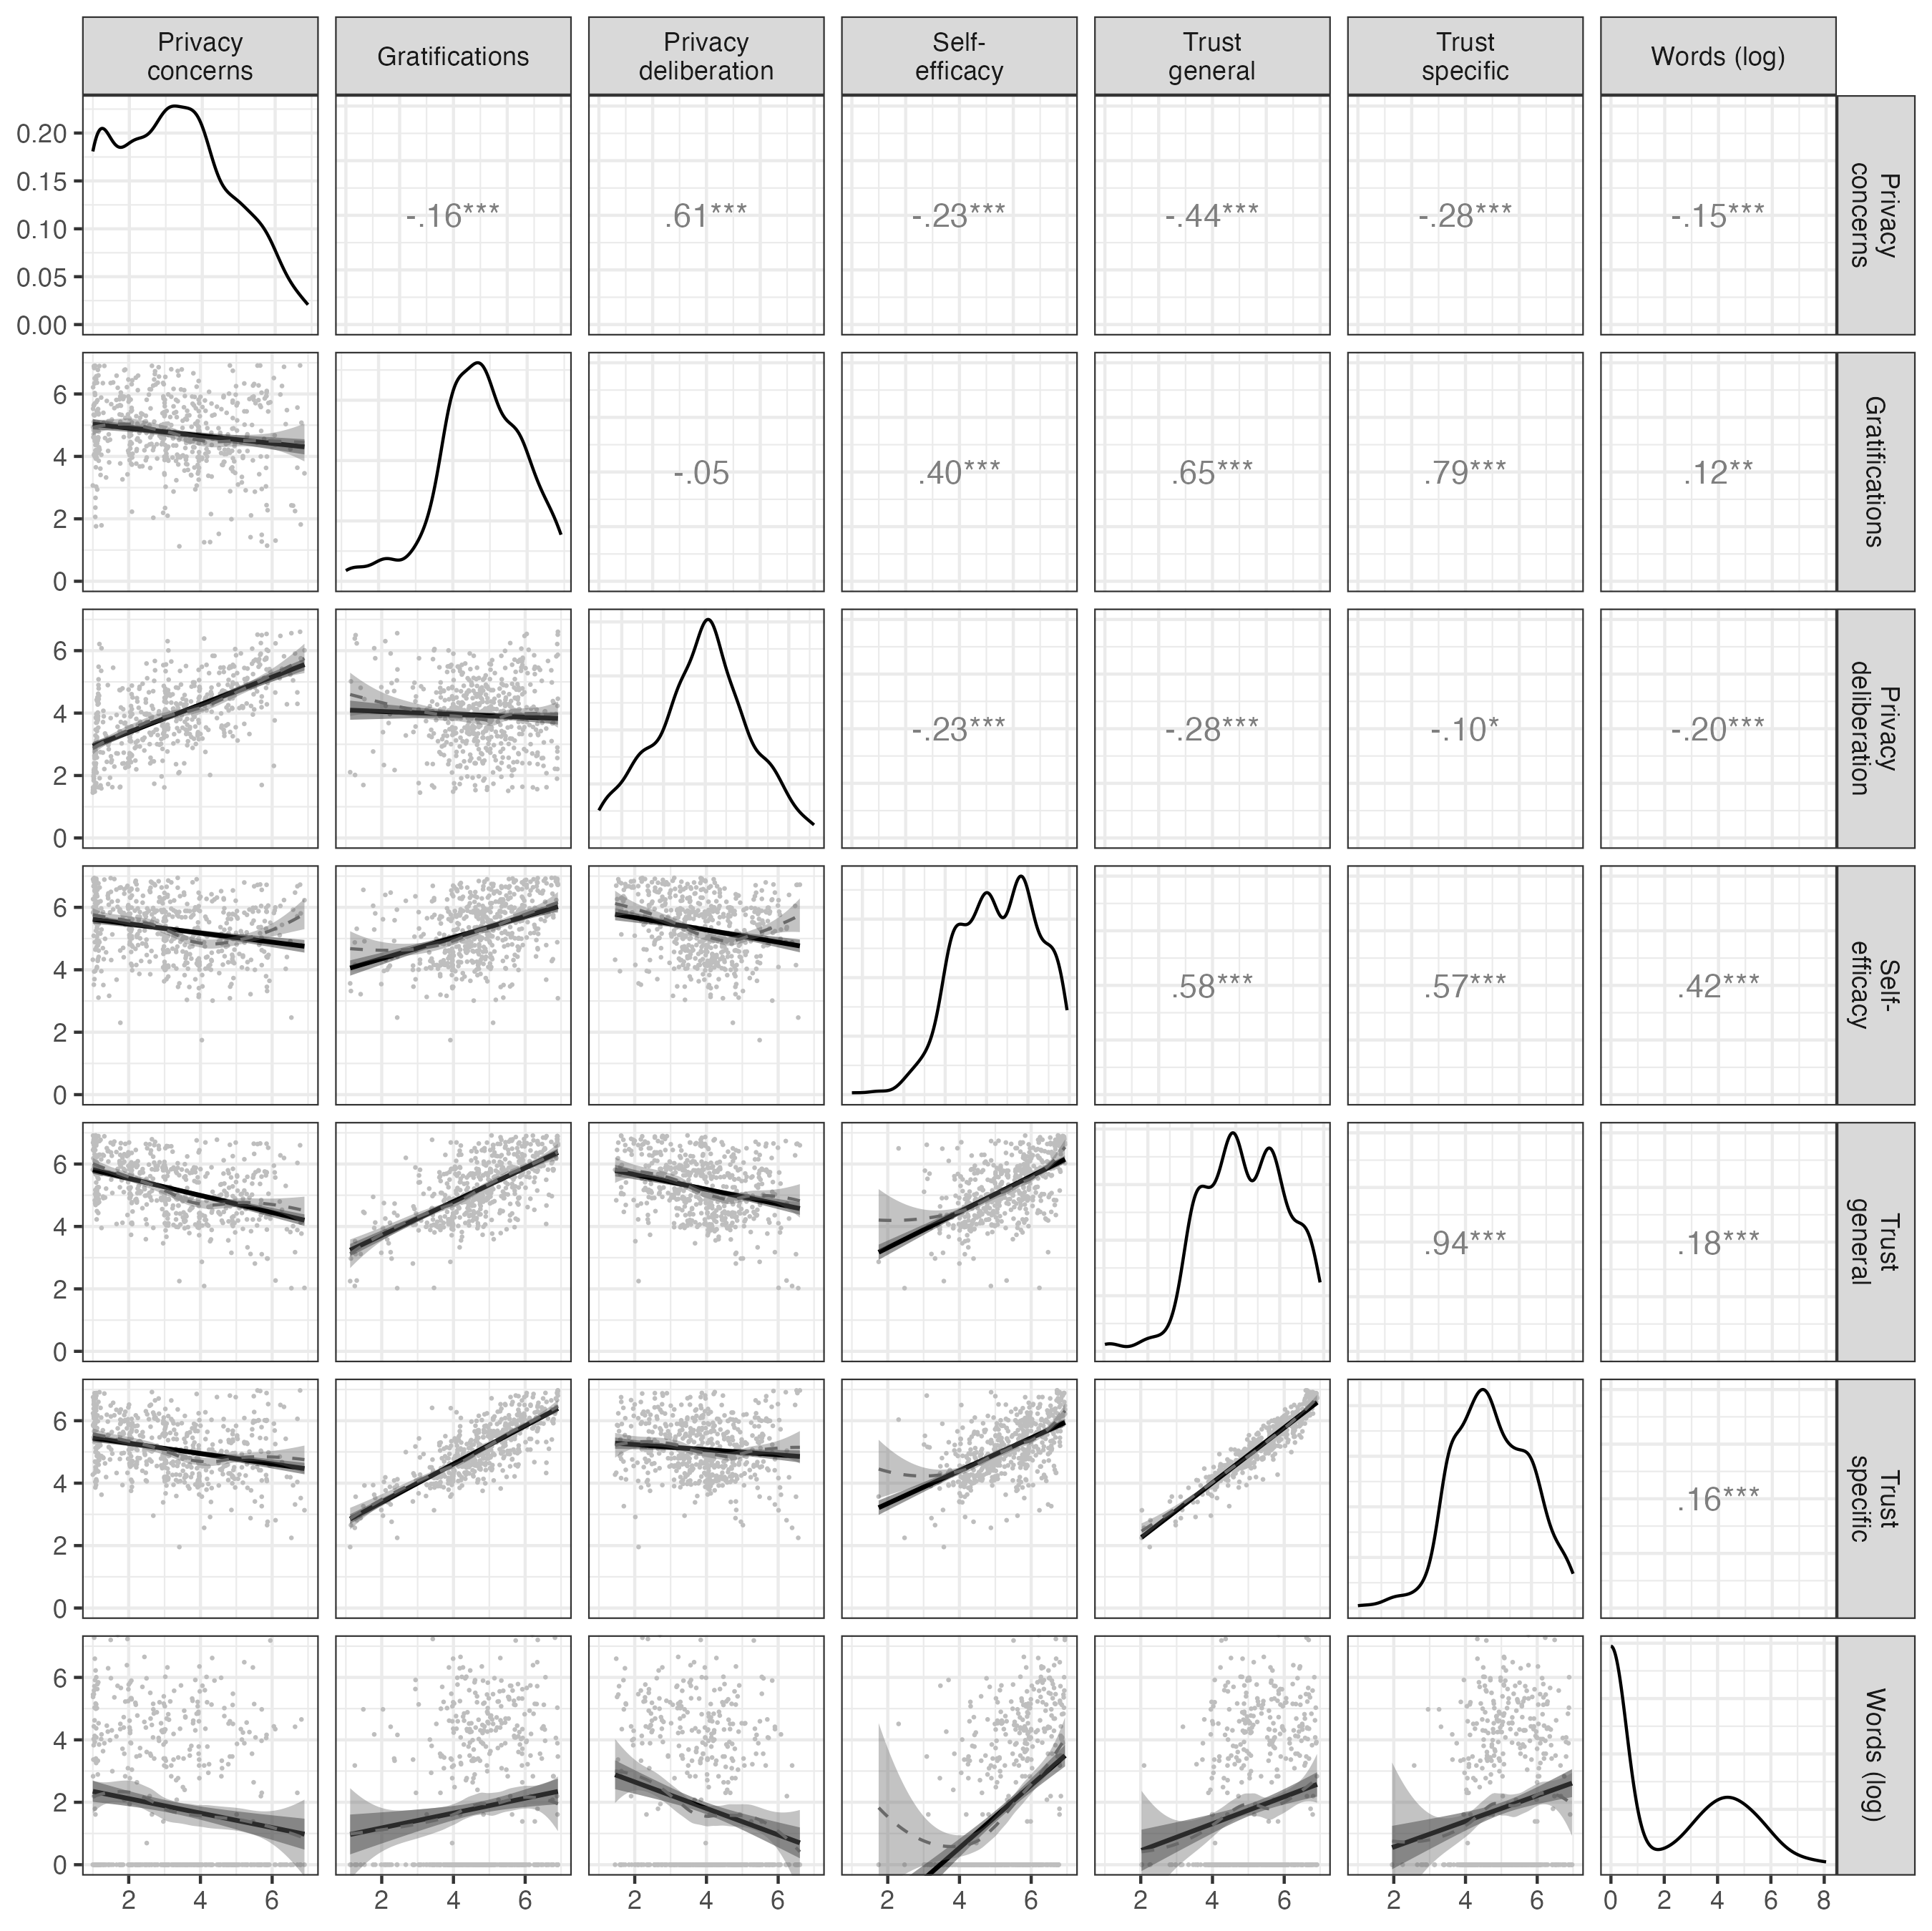 Privacy
concerns
Gratifications
Privacy
deliberation
Self-
efficacy
Trust
general
Trust
specific
Words (log)
0.20
0.15
0.10
0.05
0.00
-.16***
.61***
-.23***
-.44***
-.28***
-.15***
Privacy
concerns
6
4
2
0
-.05
.40***
.65***
.79***
.12**
Gratifications
6
4
2
0
-.23***
-.28***
-.10*
-.20***
Privacy
deliberation
6
4
2
0
.58***
.57***
.42***
Self-
efficacy
6
4
2
0
.94***
.18***
Trust
general
6
4
2
0
.16***
Trust
specific
6
4
2
0
Words (log)
2 4 6
2 4 6
2 4 6
2 4 6
2 4 6
2 4 6
0 2 4 6 8